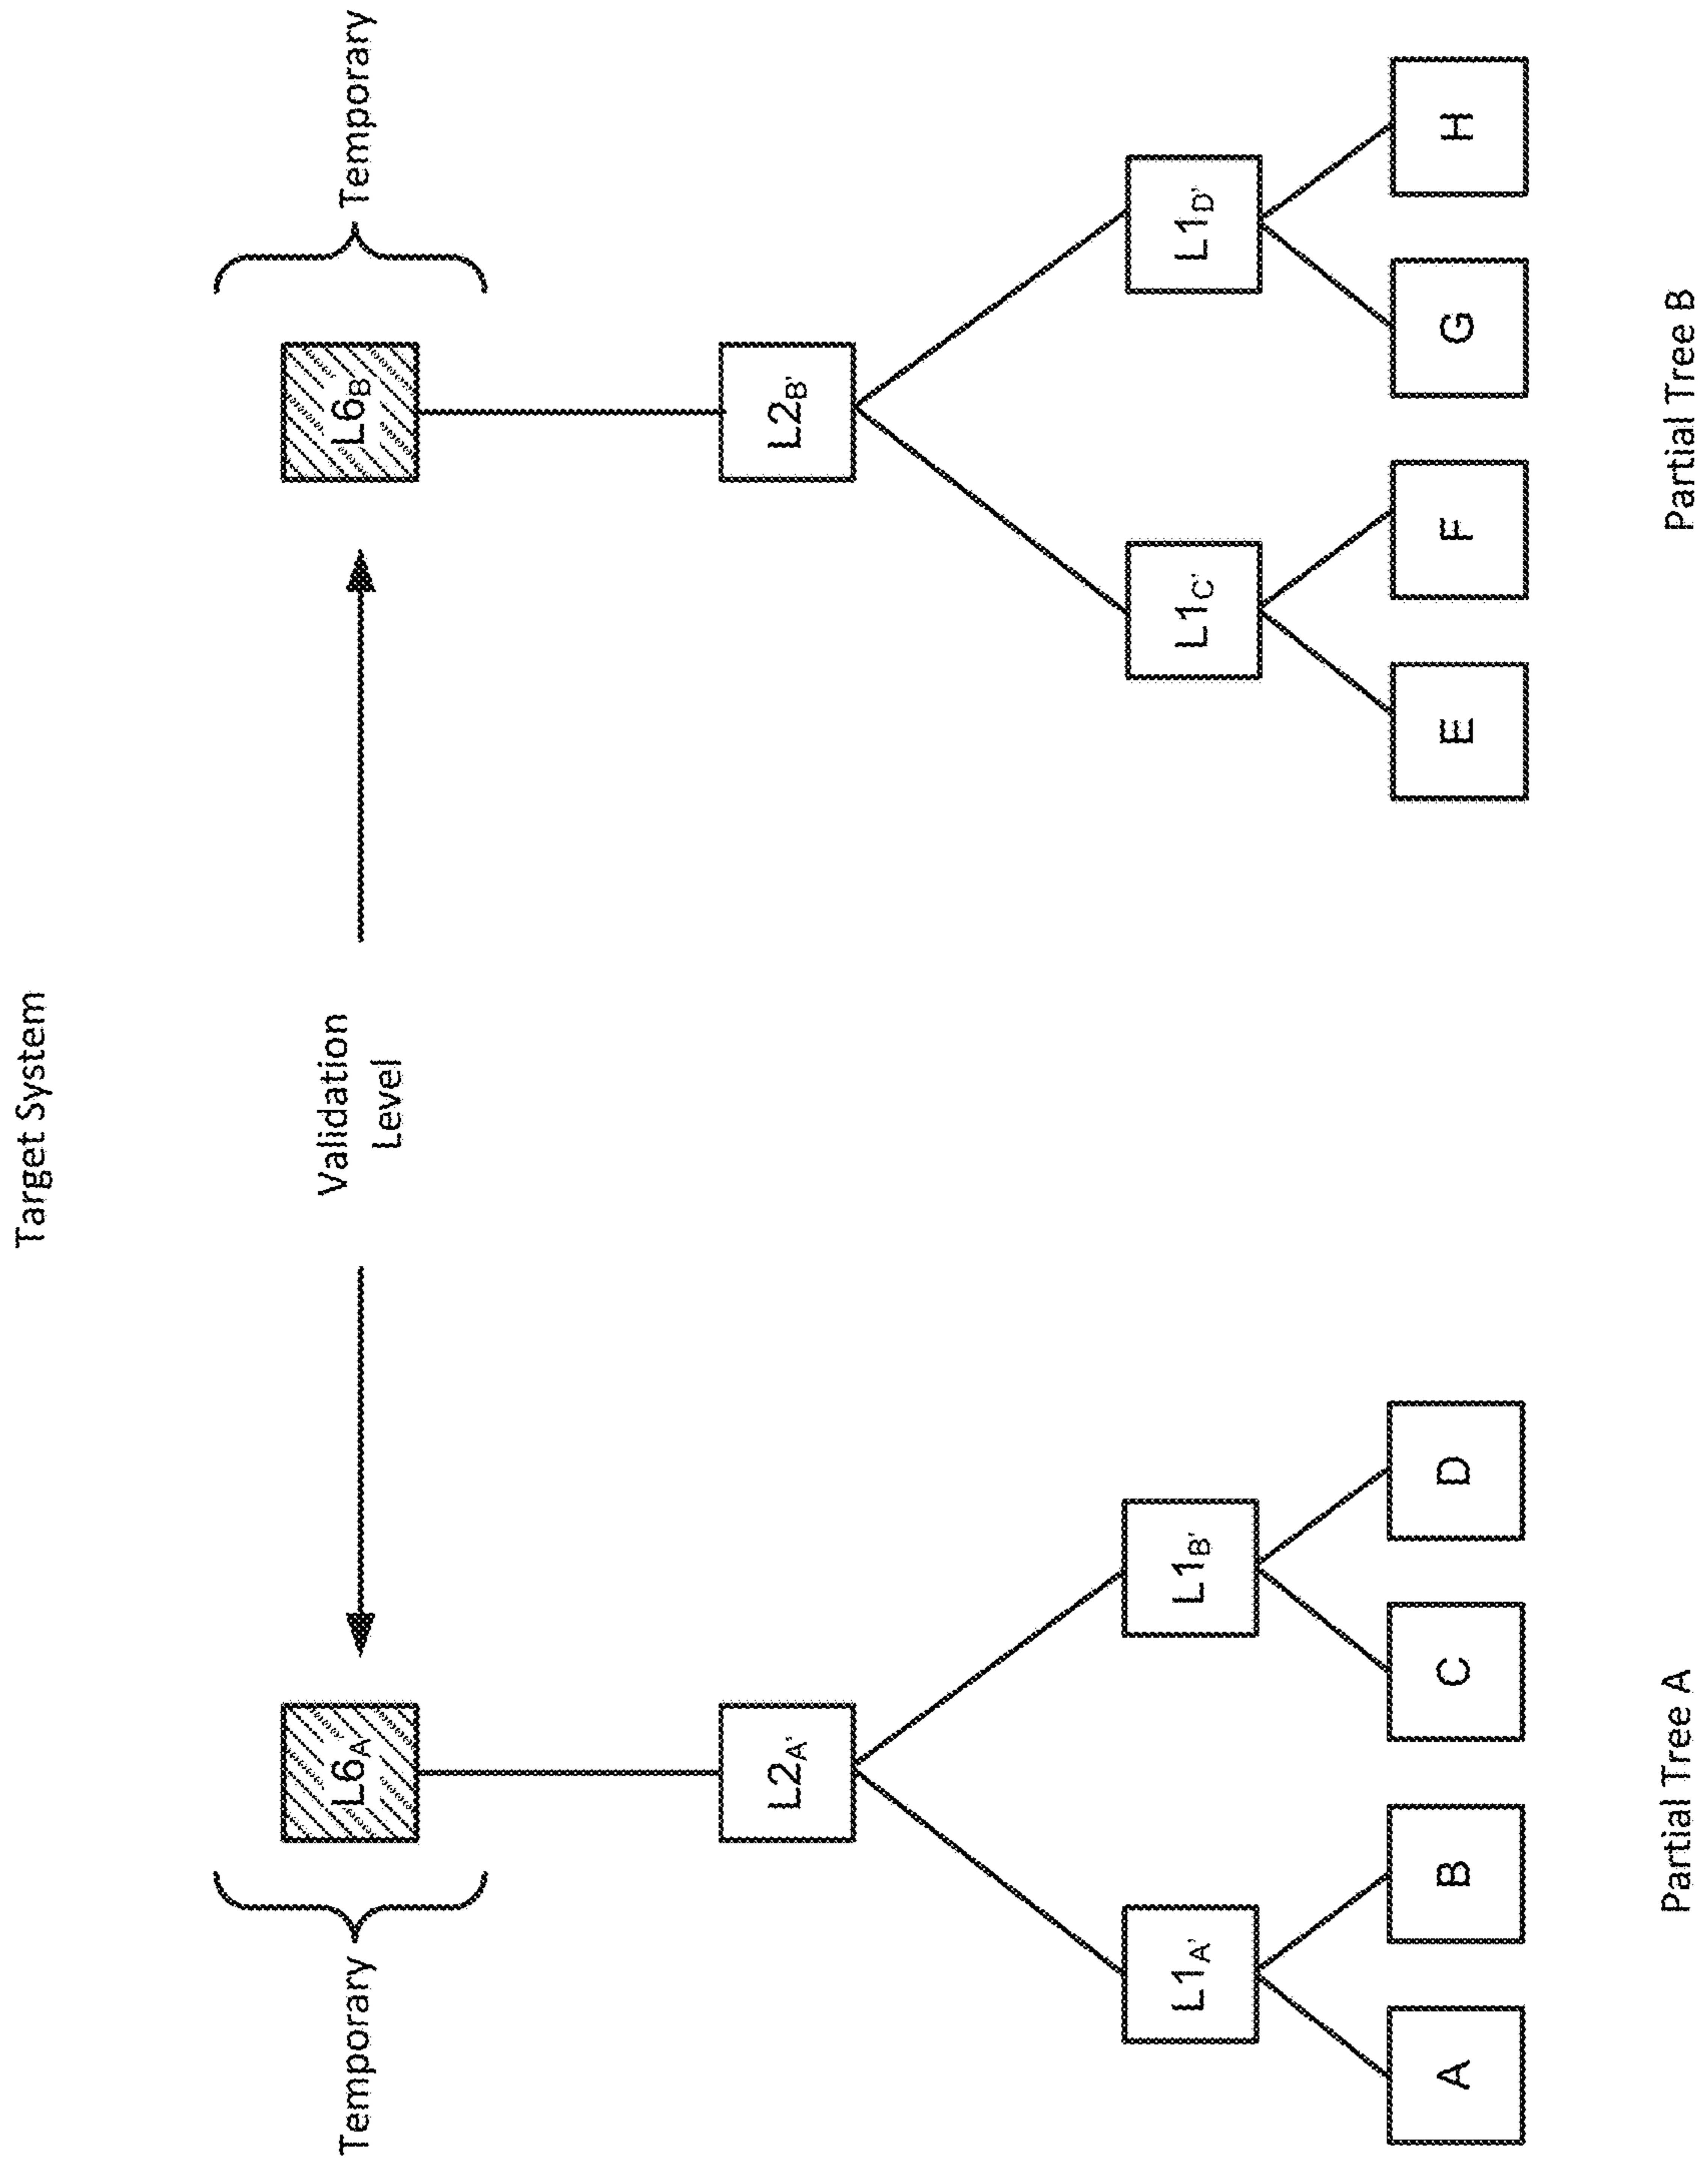 Target System
Temporary
L6A'
Validation
Level
L6B'
Temporary
L2A'
L2B'
L1A'
L1B'
L1C'
L1D'
A
B
C
D
E
F
G
H
Partial Tree A
Partial Tree B